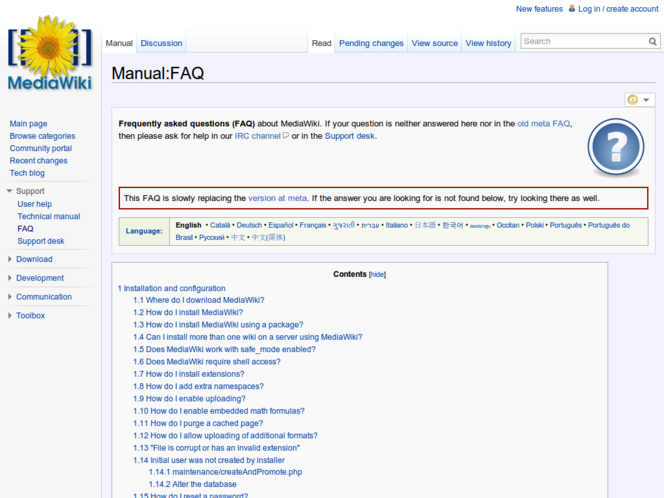 New features Log in / create account
Manual Discussion Read Pending changes View source View history Search
MediaWiki
Manual:FAQ
Main page
Browse categories
Community portal
Recent changes
Tech blog
Support
User help
Technical manual
FAQ
Support desk
Download
Development
Communication
Toolbox
Frequently asked questions (FAQ) about MediaWiki. If your question is neither answered here nor in the old meta FAQ,
then please ask for help in our IRC channel or in the Support desk.
?
This FAQ is slowly replacing the version at meta. If the answer you are looking for is not found below, try looking there as well.
Language: English • Català • Deutsch • Español • Français • ગુજરાતી • עברית • Italiano • 日本語 • 한국어 • • Occitan • Polski • Português • Português do
Brasil • Русский • 中文 • 中文(简体)
Contents [hide]
1 Installation and configuration
1.1 Where do I download MediaWiki?
1.2 How do I install MediaWiki?
1.3 How do I install MediaWiki using a package?
1.4 Can I install more than one wiki on a server using MediaWiki?
1.5 Does MediaWiki work with safe_mode enabled?
1.6 Does MediaWiki require shell access?
1.7 How do I install extensions?
1.8 How do I add extra namespaces?
1.9 How do I enable uploading?
1.10 How do I enable embedded math formulas?
1.11 How do I purge a cached page?
1.12 How do I allow uploading of additional formats?
1.13 "File is corrupt or has an invalid extension"
1.14 Initial user was not created by installer
1.14.1 maintenance/createAndPromote.php
1.14.2 Alter the database
1.15 How do I reset a password?